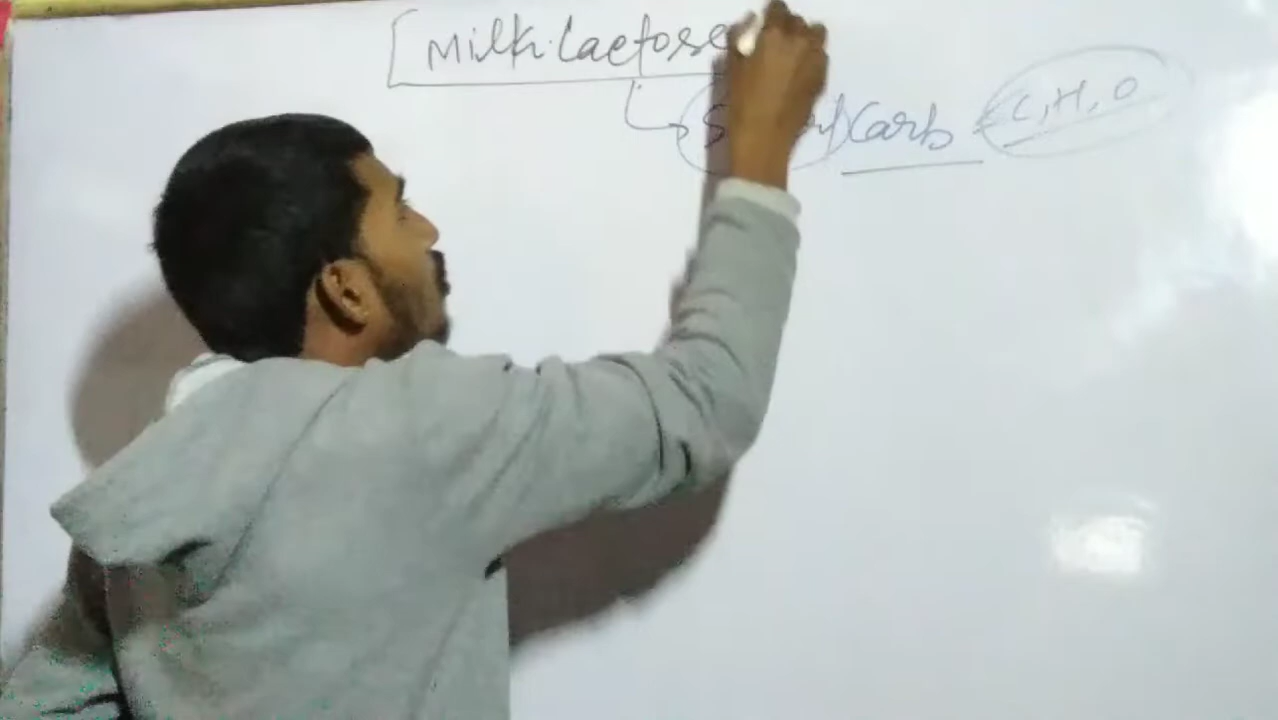 [Milk. Lactose
Carb C, H, O